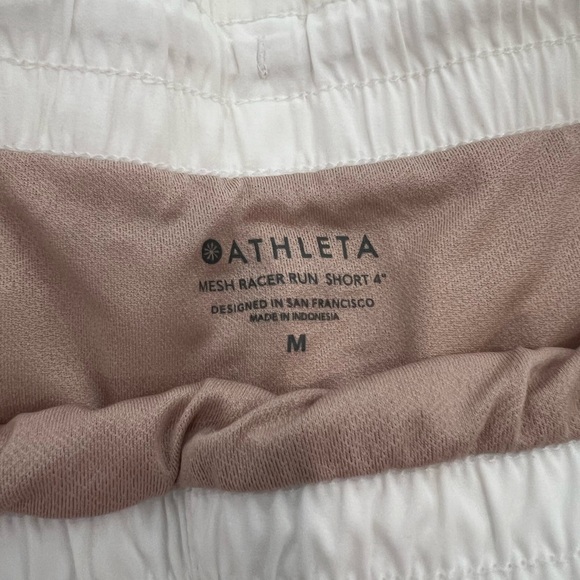 ATHLETA
MESH RACER RUN SHORT 4"
DESIGNED IN SAN FRANCISCO
MADE IN INDONESIA
M